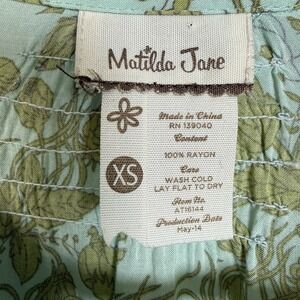 Matilda Jane
Made in China
RN 139040
Content
100% RAYON
Care
WASH COLD
LAY FLAT TO DRY
Item No.
AT16144
Production Date
May-14
XS